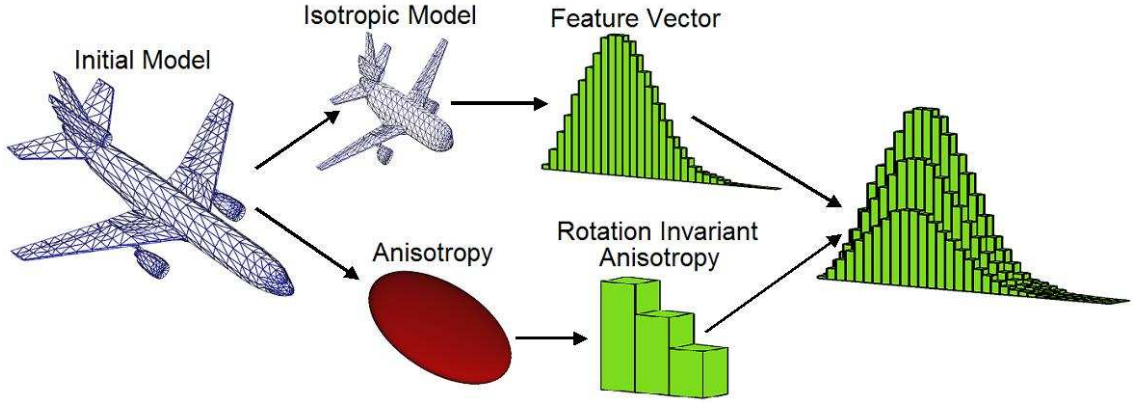 Initial Model
Isotropic Model
Feature Vector
Anisotropy
Rotation Invariant
Anisotropy